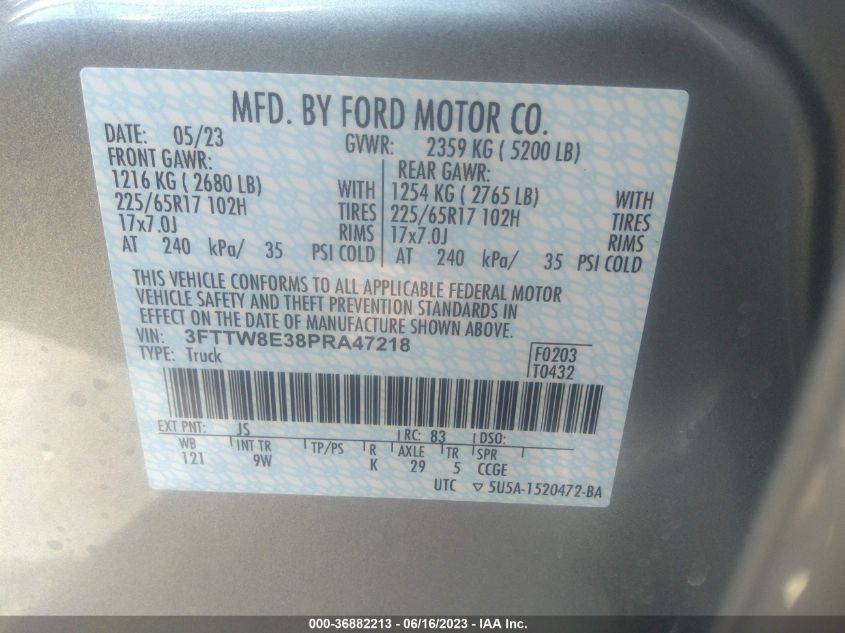 MFD. BY FORD MOTOR CO.
DATE: 05/23 GVWR: 2359 KG ( 5200 LB)
FRONT GAWR: REAR GAWR:
1216 KG ( 2680 LB) WITH 1254 KG ( 2765 LB) WITH
225/65R17 102H TIRES 225/65R17 102H TIRES
17x7.0J RIMS 17x7.0J RIMS
AT 240 kPa/ 35 PSI COLD AT 240 kPa/ 35 PSI COLD
THIS VEHICLE CONFORMS TO ALL APPLICABLE FEDERAL MOTOR
VEHICLE SAFETY AND THEFT PREVENTION STANDARDS IN
EFFECT ON THE DATE OF MANUFACTURE SHOWN ABOVE.
VIN: 3FTTW8E38PRA47218
TYPE: Truck
F0203
T0432
EXT PNT: JS RC: 83 DSO:
WB INT TR TP/PS R AXLE TR SPR
121 9W K 29 5 CCGE
UTC ▽ 5U5A-1520472-BA
000-36882213 - 06/16/2023 - IAA Inc.